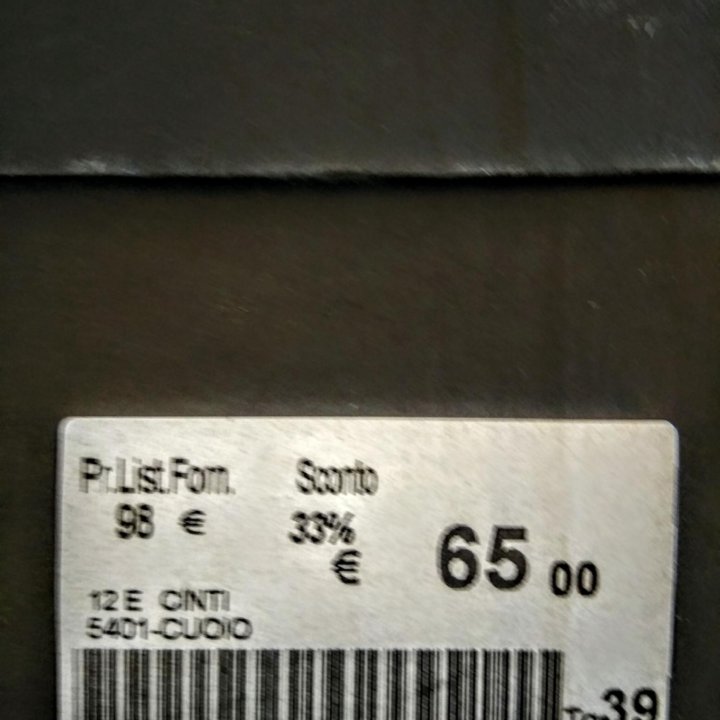 Pr.List.Forn. Sconto
98 € 33%
€ 65 00
12 E CINTI
5401-CUOIO
39